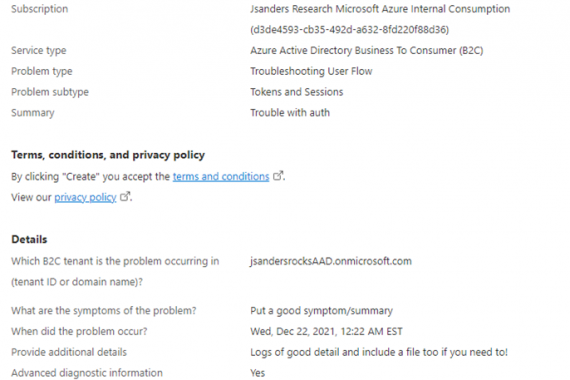 Subscription Jsanders Research Microsoft Azure Internal Consumption
(d3de4593-cb35-492d-a632-8fd220f88d36)
Service type Azure Active Directory Business To Consumer (B2C)
Problem type Troubleshooting User Flow
Problem subtype Tokens and Sessions
Summary Trouble with auth
Terms, conditions, and privacy policy
By clicking "Create" you accept the terms and conditions.
View our privacy policy.
Details
Which B2C tenant is the problem occurring in jsandersrocksAAD.onmicrosoft.com
(tenant ID or domain name)?
What are the symptoms of the problem? Put a good symptom/summary
When did the problem occur? Wed, Dec 22, 2021, 12:22 AM EST
Provide additional details Logs of good detail and include a file too if you need to!
Advanced diagnostic information Yes